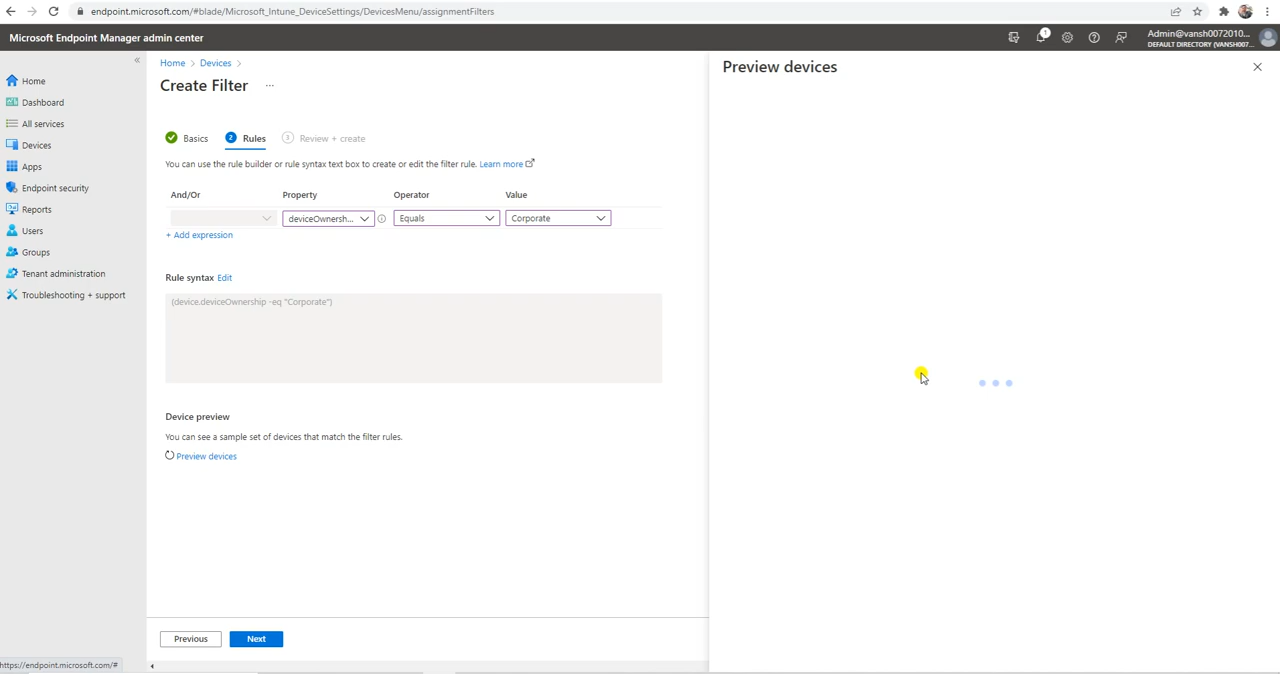 endpoint.microsoft.com/#blade/Microsoft_Intune_DeviceSettings/DevicesMenu/assignmentFilters
Microsoft Endpoint Manager admin center
1
Admin@vansh0072010...
DEFAULT DIRECTORY (VANSH007...
«
Home
Dashboard
All services
Devices
Apps
Endpoint security
Reports
Users
Groups
Tenant administration
Troubleshooting + support
Home > Devices >
Create Filter ...
Basics 2 Rules 3 Review + create
You can use the rule builder or rule syntax text box to create or edit the filter rule. Learn more
And/Or Property Operator Value
deviceOwnersh... Equals Corporate
+ Add expression
Rule syntax Edit
(device.deviceOwnership -eq "Corporate")
Device preview
You can see a sample set of devices that match the filter rules.
Preview devices
Previous Next
Preview devices
https://endpoint.microsoft.com/#